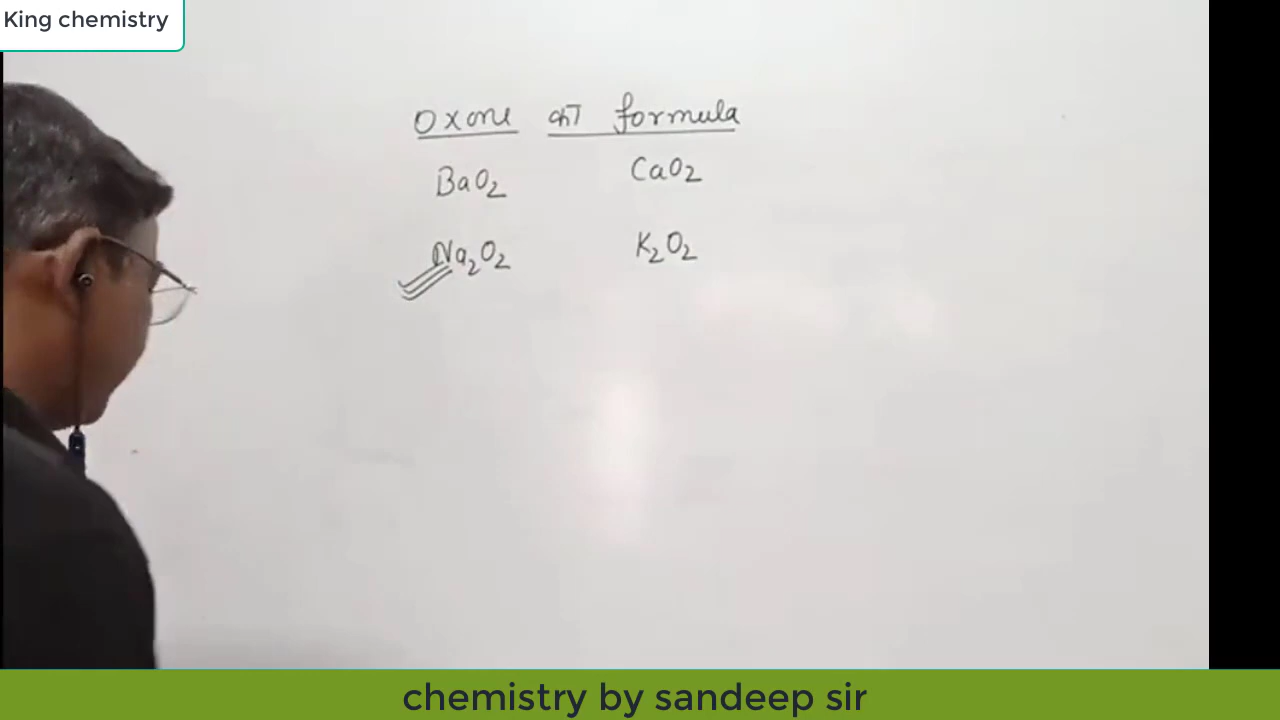 King chemistry
Oxone का formula
BaO₂ CaO₂
Na₂O₂ K₂O₂
chemistry by sandeep sir